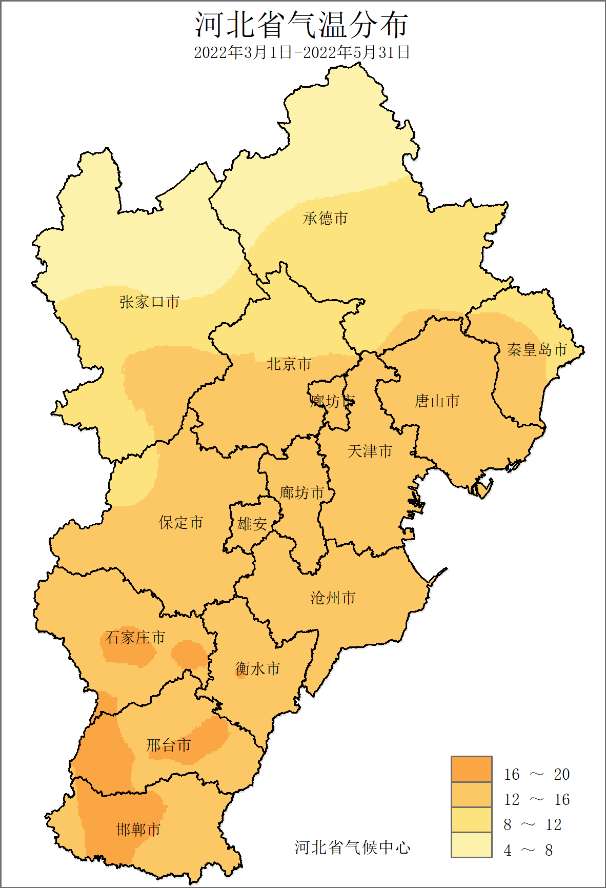 河北省气温分布
2022年3月1日-2022年5月31日
承德市
张家口市
秦皇岛市
北京市
廊坊市
唐山市
天津市
廊坊市
保定市
雄安
沧州市
石家庄市
衡水市
邢台市
邯郸市
16 ~ 20
12 ~ 16
8 ~ 12
4 ~ 8
河北省气候中心